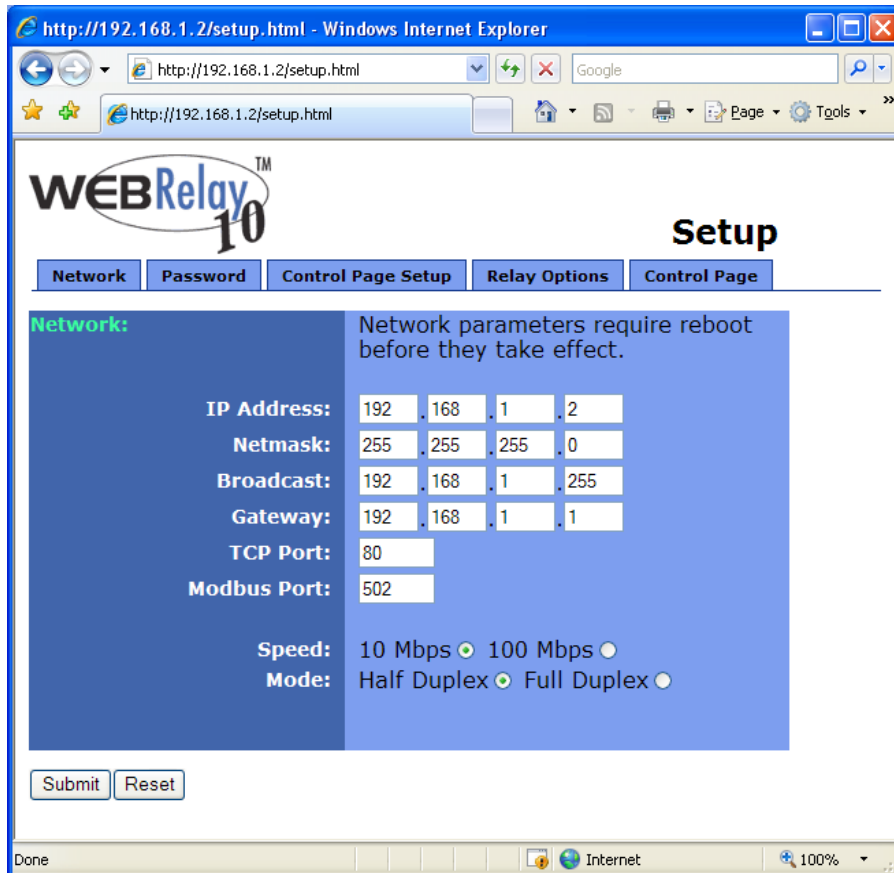 http://192.168.1.2/setup.html - Windows Internet Explorer
http://192.168.1.2/setup.html
Google
http://192.168.1.2/setup.html
Page
Tools
»
WEBRelay™
10
Setup
Network Password Control Page Setup Relay Options Control Page
Network:
Network parameters require reboot
before they take effect.
IP Address: 192 . 168 . 1 . 2
Netmask: 255 . 255 . 255 . 0
Broadcast: 192 . 168 . 1 . 255
Gateway: 192 . 168 . 1 . 1
TCP Port: 80
Modbus Port: 502
Speed: 10 Mbps 100 Mbps
Mode: Half Duplex Full Duplex
Submit Reset
Done Internet 100%